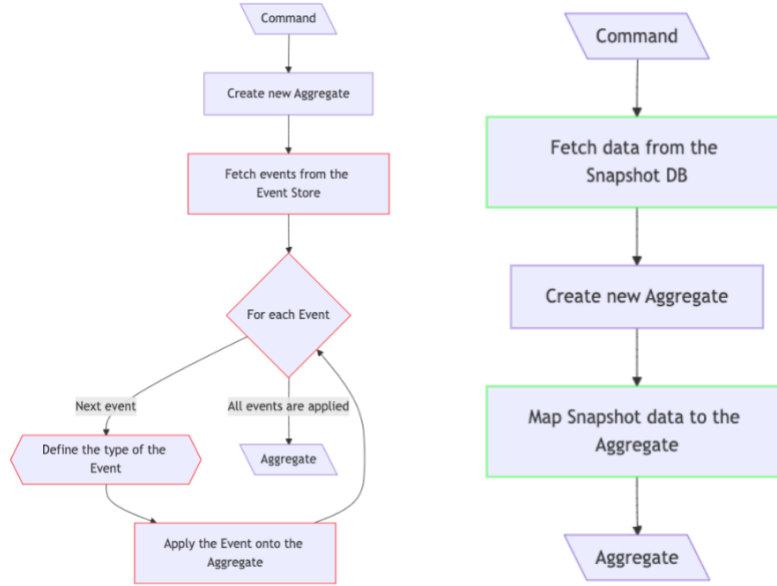 Command
Create new Aggregate
Fetch events from the
Event Store
For each Event
Next event
All events are applied
Define the type of the
Event
Aggregate
Apply the Event onto the
Aggregate
Command
Fetch data from the
Snapshot DB
Create new Aggregate
Map Snapshot data to the
Aggregate
Aggregate